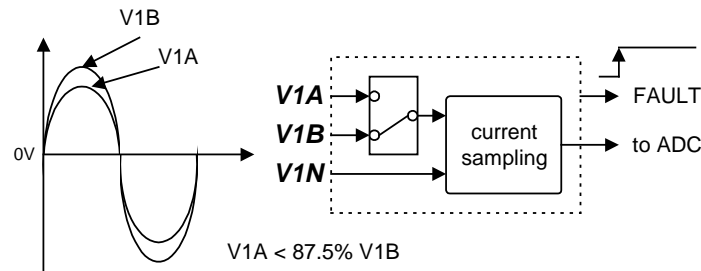 V1B
V1A
0V
V1A < 87.5% V1B
V1A
V1B
V1N
current
sampling
FAULT
to ADC